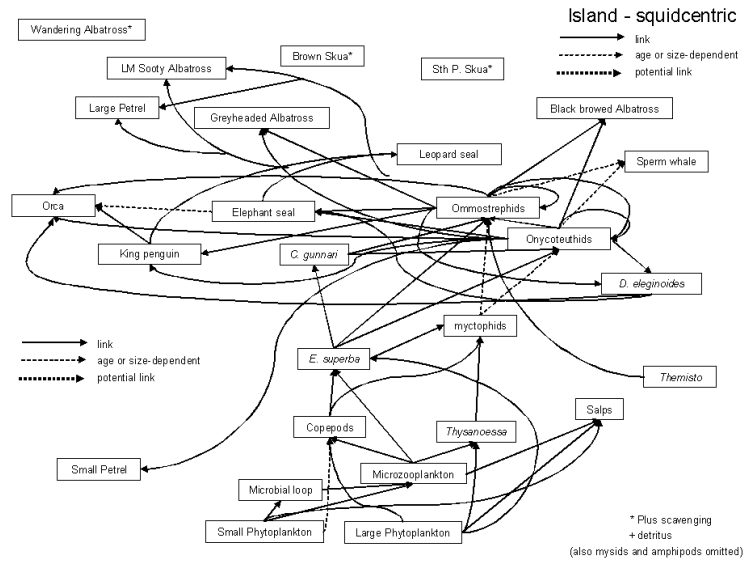 Island - squidcentric
Wandering Albatross*
link
Brown Skua*
age or size-dependent
LM Sooty Albatross
Sth P. Skua*
potential link
Large Petrel
Greyheaded Albatross
Black browed Albatross
Leopard seal
Sperm whale
Orca
Elephant seal
Ommostrephids
Onycoteuthids
King penguin
C. gunnari
D. eleginoides
link
myctophids
age or size-dependent
E. superba
potential link
Themisto
Salps
Copepods
Thysanoessa
Small Petrel
Microzooplankton
Microbial loop
Small Phytoplankton
Large Phytoplankton
* Plus scavenging
+ detritus
(also mysids and amphipods omitted)